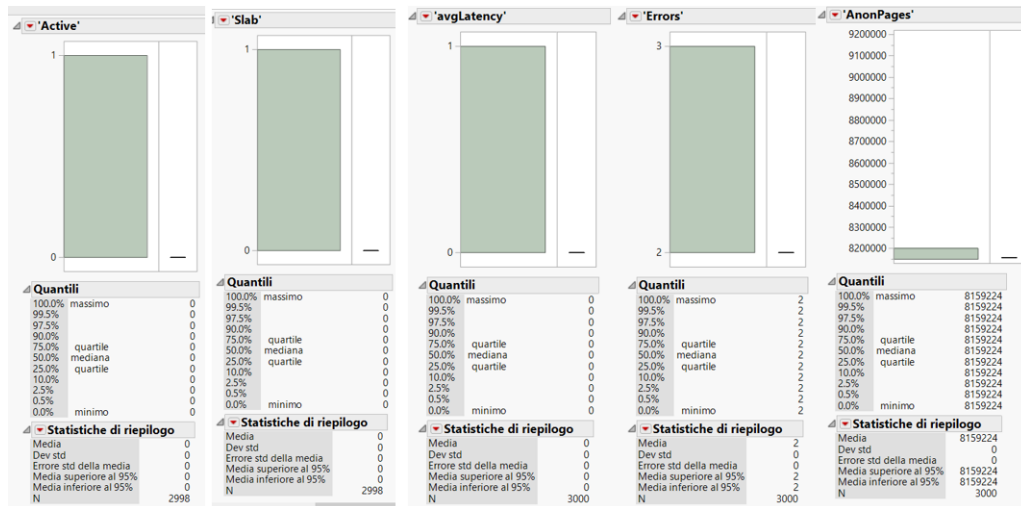 'Active'
1
0
Quantili
100.0% massimo 0
99.5% 0
97.5% 0
90.0% 0
75.0% quartile 0
50.0% mediana 0
25.0% quartile 0
10.0% 0
2.5% 0
0.5% 0
0.0% minimo 0
Statistiche di riepilogo
Media 0
Dev std 0
Errore std della media 0
Media superiore al 95% 0
Media inferiore al 95% 0
N 2998
'Slab'
1
0
Quantili
100.0% massimo 0
99.5% 0
97.5% 0
90.0% 0
75.0% quartile 0
50.0% mediana 0
25.0% quartile 0
10.0% 0
2.5% 0
0.5% 0
0.0% minimo 0
Statistiche di riepilogo
Media 0
Dev std 0
Errore std della media 0
Media superiore al 95% 0
Media inferiore al 95% 0
N 2998
'avgLatency'
1
0
Quantili
100.0% massimo 0
99.5% 0
97.5% 0
90.0% 0
75.0% quartile 0
50.0% mediana 0
25.0% quartile 0
10.0% 0
2.5% 0
0.5% 0
0.0% minimo 0
Statistiche di riepilogo
Media 0
Dev std 0
Errore std della media 0
Media superiore al 95% 0
Media inferiore al 95% 0
N 3000
'Errors'
3
2
Quantili
100.0% massimo 2
99.5% 2
97.5% 2
90.0% 2
75.0% quartile 2
50.0% mediana 2
25.0% quartile 2
10.0% 2
2.5% 2
0.5% 2
0.0% minimo 2
Statistiche di riepilogo
Media 2
Dev std 0
Errore std della media 0
Media superiore al 95% 2
Media inferiore al 95% 2
N 3000
'AnonPages'
9200000
9100000
9000000
8900000
8800000
8700000
8600000
8500000
8400000
8300000
8200000
Quantili
100.0% massimo 8159224
99.5% 8159224
97.5% 8159224
90.0% 8159224
75.0% quartile 8159224
50.0% mediana 8159224
25.0% quartile 8159224
10.0% 8159224
2.5% 8159224
0.5% 8159224
0.0% minimo 8159224
Statistiche di riepilogo
Media 8159224
Dev std 0
Errore std della media 0
Media superiore al 95% 8159224
Media inferiore al 95% 8159224
N 3000